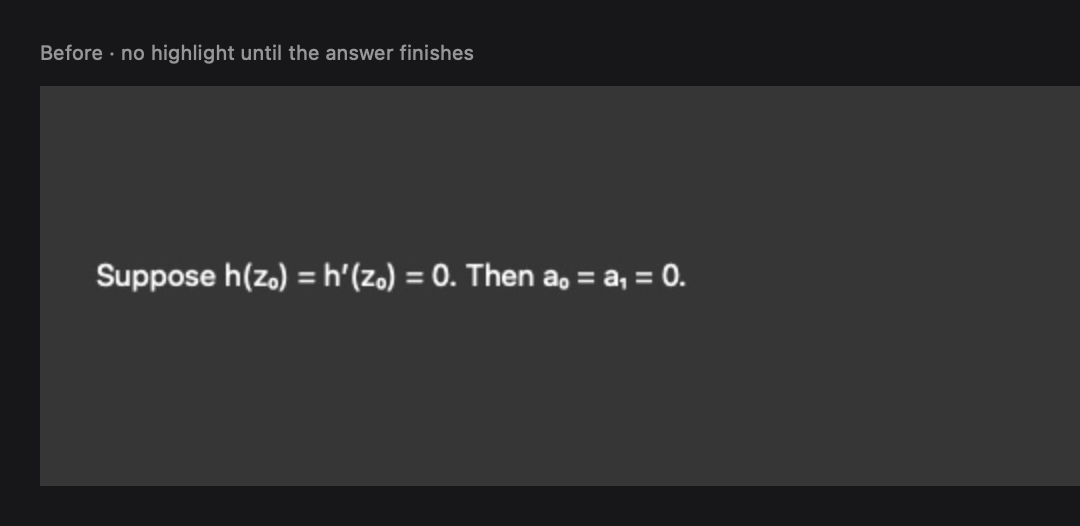 Before · no highlight until the answer finishes
Suppose h(z₀) = h′(z₀) = 0. Then a₀ = a₁ = 0.